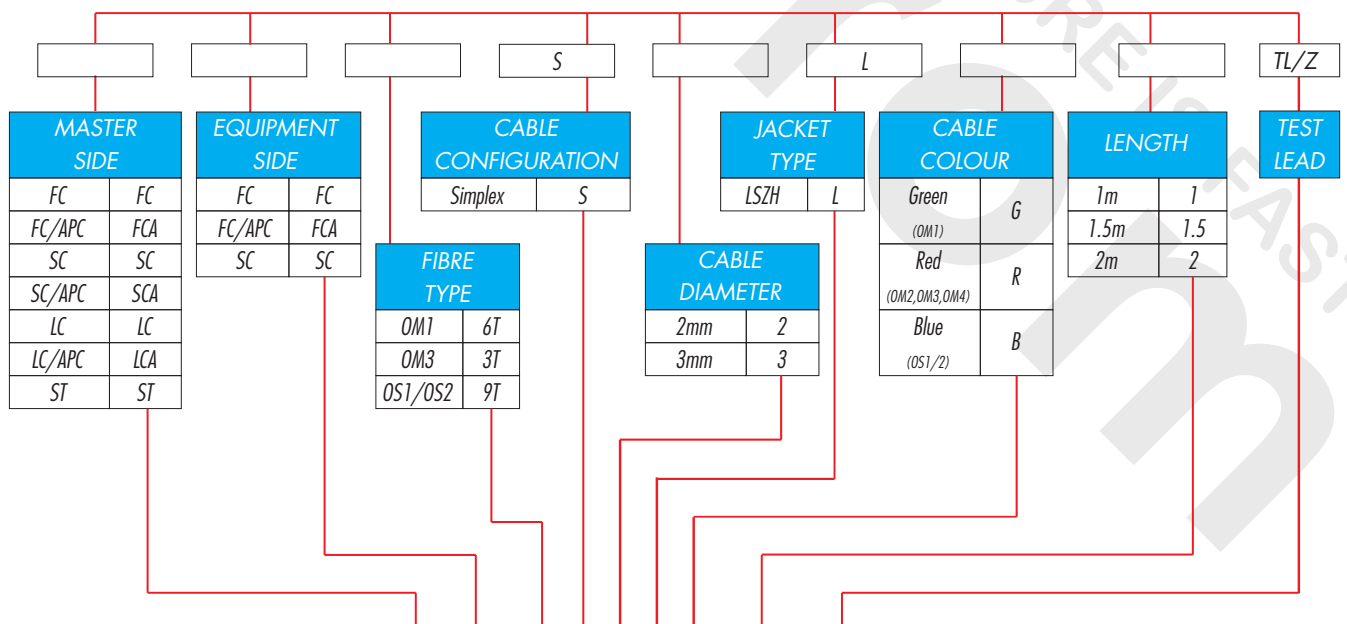 S
L
TL/Z
MASTER
SIDE
FC FC
FC/APC FCA
SC SC
SC/APC SCA
LC LC
LC/APC LCA
ST ST
EQUIPMENT
SIDE
FC FC
FC/APC FCA
SC SC
FIBRE
TYPE
OM1 6T
OM3 3T
OS1/OS2 9T
CABLE
CONFIGURATION
Simplex S
CABLE
DIAMETER
2mm 2
3mm 3
JACKET
TYPE
LSZH L
CABLE
COLOUR
Green
(OM1)
G
Red
(OM2,OM3,OM4)
R
Blue
(OS1/2)
B
LENGTH
1m 1
1.5m 1.5
2m 2
TEST
LEAD
IS FAST
om